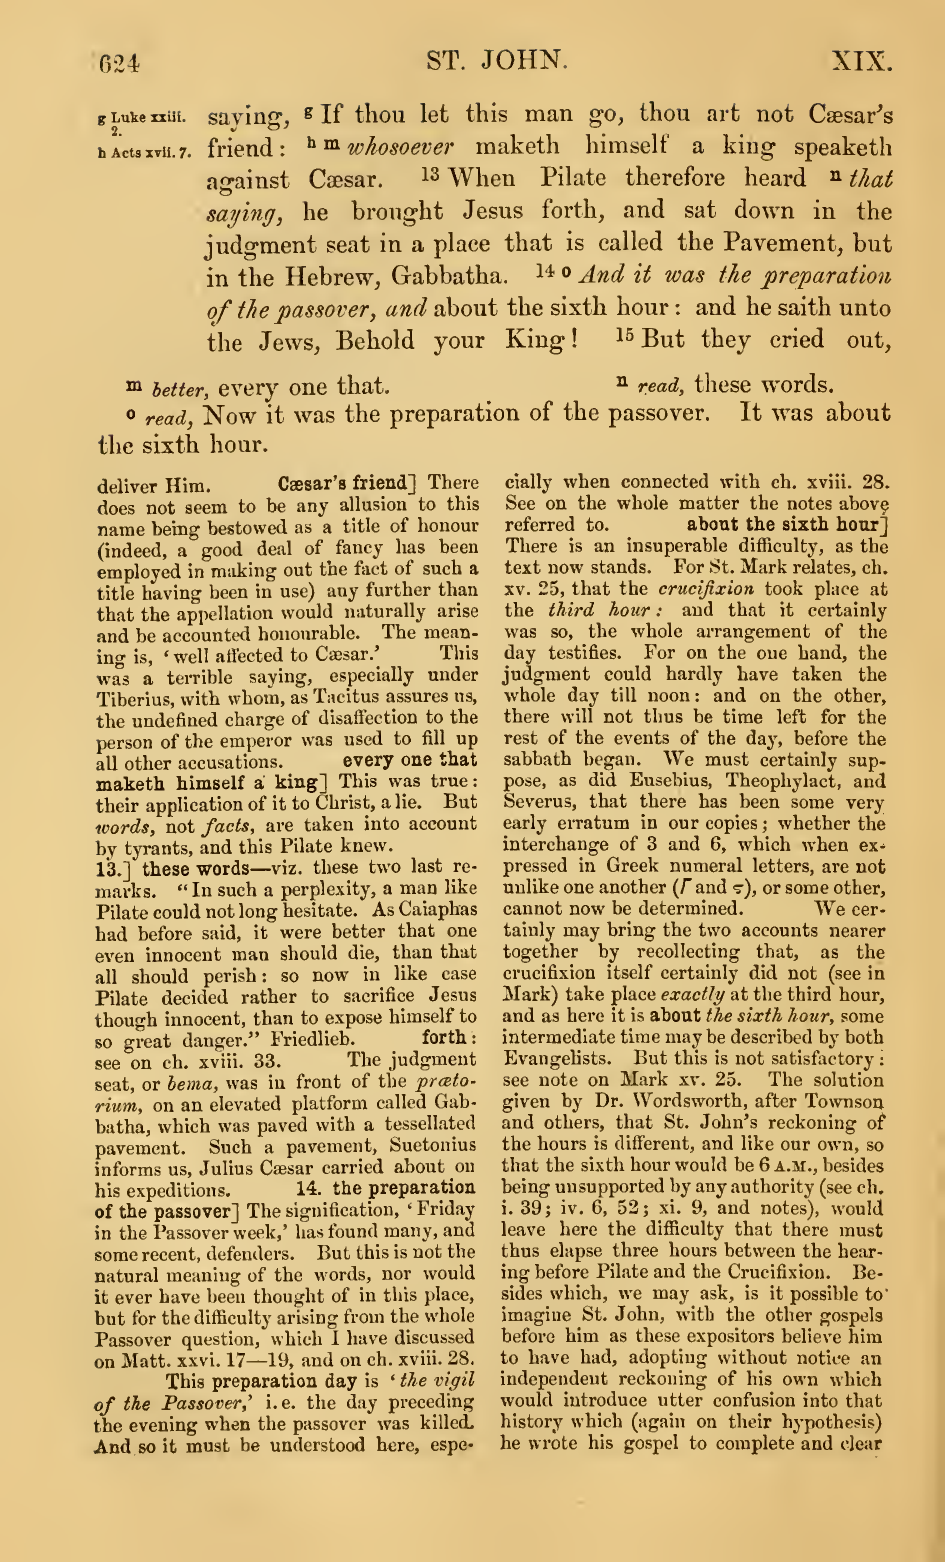 624 ST. JOHN. XIX.
g Luke xxiii. 2.
h Acts xvii. 7.
saying, g If thou let this man go, thou art not Cæsar's
friend : h m whosoever maketh himself a king speaketh
against Cæsar. 13 When Pilate therefore heard n that
saying, he brought Jesus forth, and sat down in the
judgment seat in a place that is called the Pavement, but
in the Hebrew, Gabbatha. 14 o And it was the preparation
of the passover, and about the sixth hour : and he saith unto
the Jews, Behold your King ! 15 But they cried out,
m better, every one that. n read, these words.
o read, Now it was the preparation of the passover. It was about
the sixth hour.
deliver Him. Cæsar's friend] There
does not seem to be any allusion to this
name being bestowed as a title of honour
(indeed, a good deal of fancy has been
employed in making out the fact of such a
title having been in use) any further than
that the appellation would naturally arise
and be accounted honourable. The mean-
ing is, ‘ well affected to Cæsar.’ This
was a terrible saying, especially under
Tiberius, with whom, as Tacitus assures us,
the undefined charge of disaffection to the
person of the emperor was used to fill up
all other accusations. every one that
maketh himself a king] This was true :
their application of it to Christ, a lie. But
words, not facts, are taken into account
by tyrants, and this Pilate knew.
13.] these words—viz. these two last re-
marks. “In such a perplexity, a man like
Pilate could not long hesitate. As Caiaphas
had before said, it were better that one
even innocent man should die, than that
all should perish : so now in like case
Pilate decided rather to sacrifice Jesus
though innocent, than to expose himself to
so great danger.” Friedlieb. forth :
see on ch. xviii. 33. The judgment
seat, or bema, was in front of the præto-
rium, on an elevated platform called Gab-
batha, which was paved with a tessellated
pavement. Such a pavement, Suetonius
informs us, Julius Cæsar carried about on
his expeditions. 14. the preparation
of the passover] The signification, ‘ Friday
in the Passover week,’ has found many, and
some recent, defenders. But this is not the
natural meaning of the words, nor would
it ever have been thought of in this place,
but for the difficulty arising from the whole
Passover question, which I have discussed
on Matt. xxvi. 17—19, and on ch. xviii. 28.
This preparation day is ‘ the vigil
of the Passover,’ i. e. the day preceding
the evening when the passover was killed.
And so it must be understood here, espe-
cially when connected with ch. xviii. 28.
See on the whole matter the notes above
referred to. about the sixth hour]
There is an insuperable difficulty, as the
text now stands. For St. Mark relates, ch.
xv. 25, that the crucifixion took place at
the third hour : and that it certainly
was so, the whole arrangement of the
day testifies. For on the one hand, the
judgment could hardly have taken the
whole day till noon : and on the other,
there will not thus be time left for the
rest of the events of the day, before the
sabbath began. We must certainly sup-
pose, as did Eusebius, Theophylact, and
Severus, that there has been some very
early erratum in our copies ; whether the
interchange of 3 and 6, which when ex-
pressed in Greek numeral letters, are not
unlike one another (Γ and ϛ), or some other,
cannot now be determined. We cer-
tainly may bring the two accounts nearer
together by recollecting that, as the
crucifixion itself certainly did not (see in
Mark) take place exactly at the third hour,
and as here it is about the sixth hour, some
intermediate time may be described by both
Evangelists. But this is not satisfactory :
see note on Mark xv. 25. The solution
given by Dr. Wordsworth, after Townson
and others, that St. John's reckoning of
the hours is different, and like our own, so
that the sixth hour would be 6 A.M., besides
being unsupported by any authority (see ch.
i. 39; iv. 6, 52; xi. 9, and notes), would
leave here the difficulty that there must
thus elapse three hours between the hear-
ing before Pilate and the Crucifixion. Be-
sides which, we may ask, is it possible to
imagine St. John, with the other gospels
before him as these expositors believe him
to have had, adopting without notice an
independent reckoning of his own which
would introduce utter confusion into that
history which (again on their hypothesis)
he wrote his gospel to complete and clear